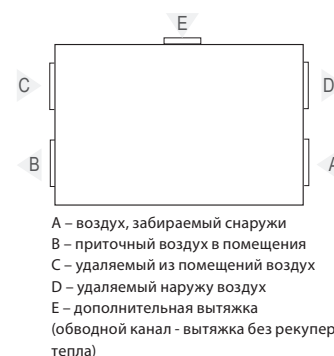 E
C
D
B
A
A – воздух, забираемый снаружи
B – приточный воздух в помещения
C – удаляемый из помещений воздух
D – удаляемый наружу воздух
E – дополнительная вытяжка
(обводной канал - вытяжка без рекупер
тепла)